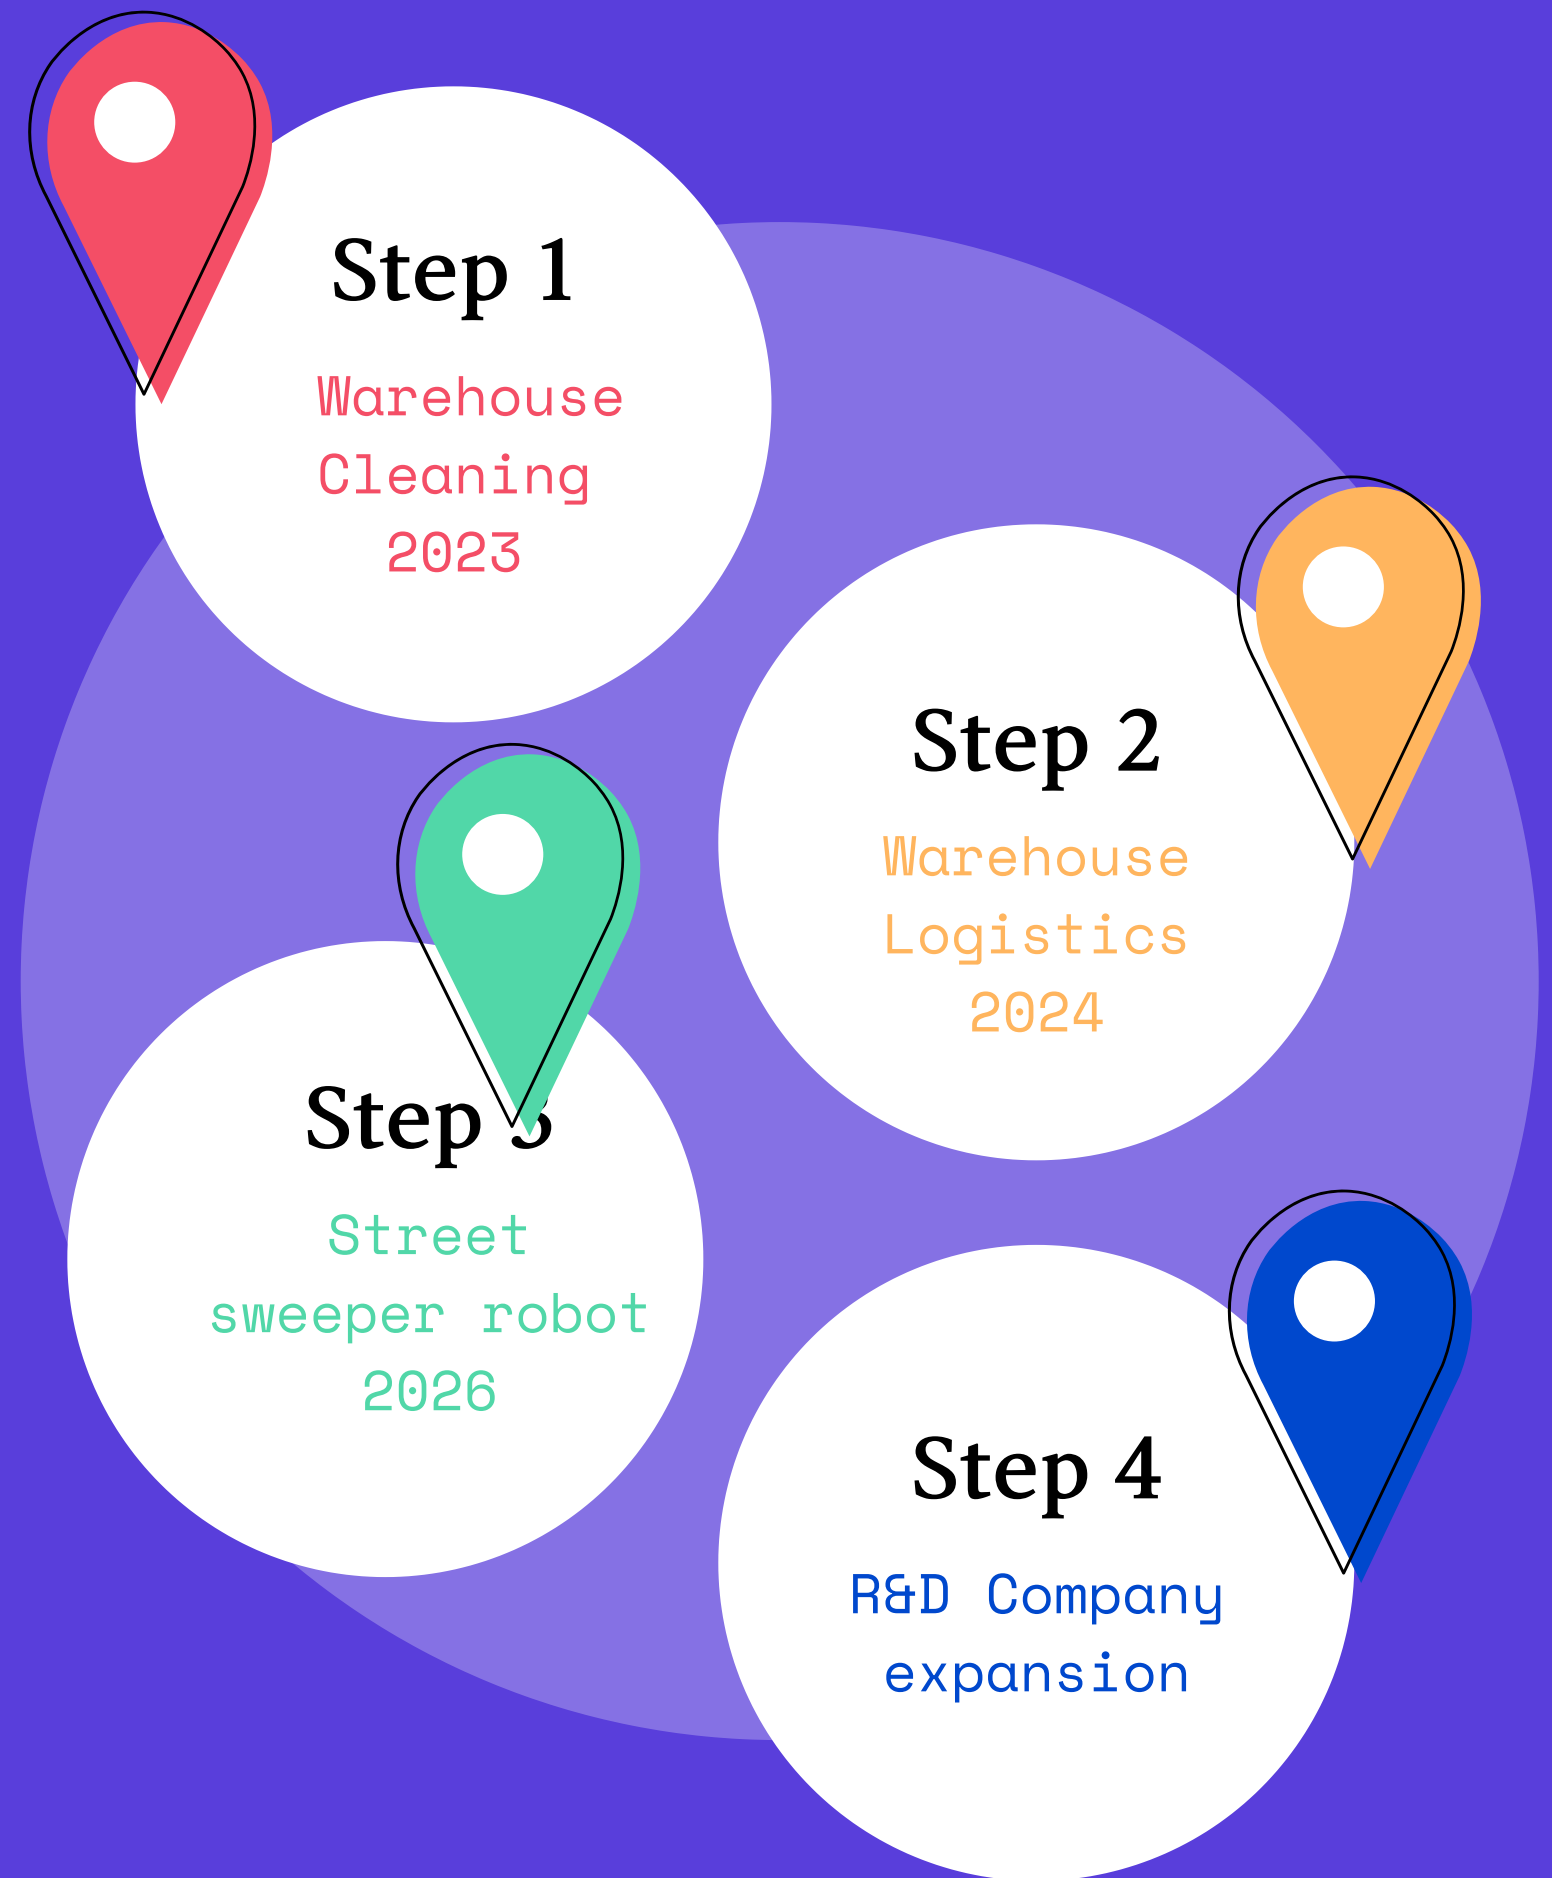 Step 1
Warehouse
Cleaning
2023
Step 2
Warehouse
Logistics
2024
Step 3
Street
sweeper robot
2026
Step 4
R&D Company
expansion